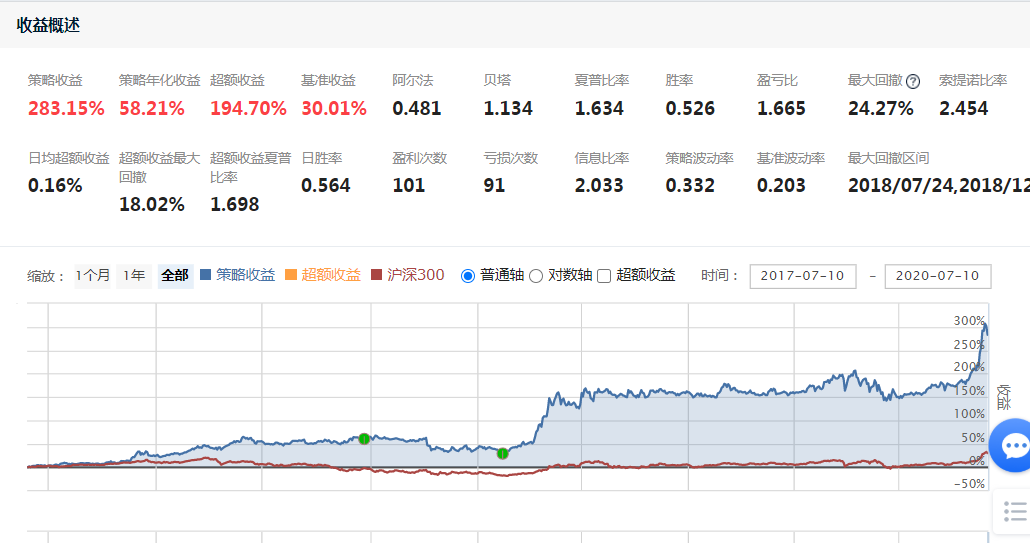 收益概述
策略收益 策略年化收益 超额收益 基准收益 阿尔法 贝塔 夏普比率 胜率 盈亏比 最大回撤 ? 索提诺比率
283.15% 58.21% 194.70% 30.01% 0.481 1.134 1.634 0.526 1.665 24.27% 2.454
日均超额收益 超额收益最大回撤 超额收益夏普比率 日胜率 盈利次数 亏损次数 信息比率 策略波动率 基准波动率 最大回撤区间
0.16% 18.02% 1.698 0.564 101 91 2.033 0.332 0.203 2018/07/24,2018/12
缩放： 1个月 1年 全部 策略收益 超额收益 沪深300 普通轴 对数轴 超额收益 时间： 2017-07-10 - 2020-07-10
300%
250%
200%
150%
100%
50%
0%
-50%
收益